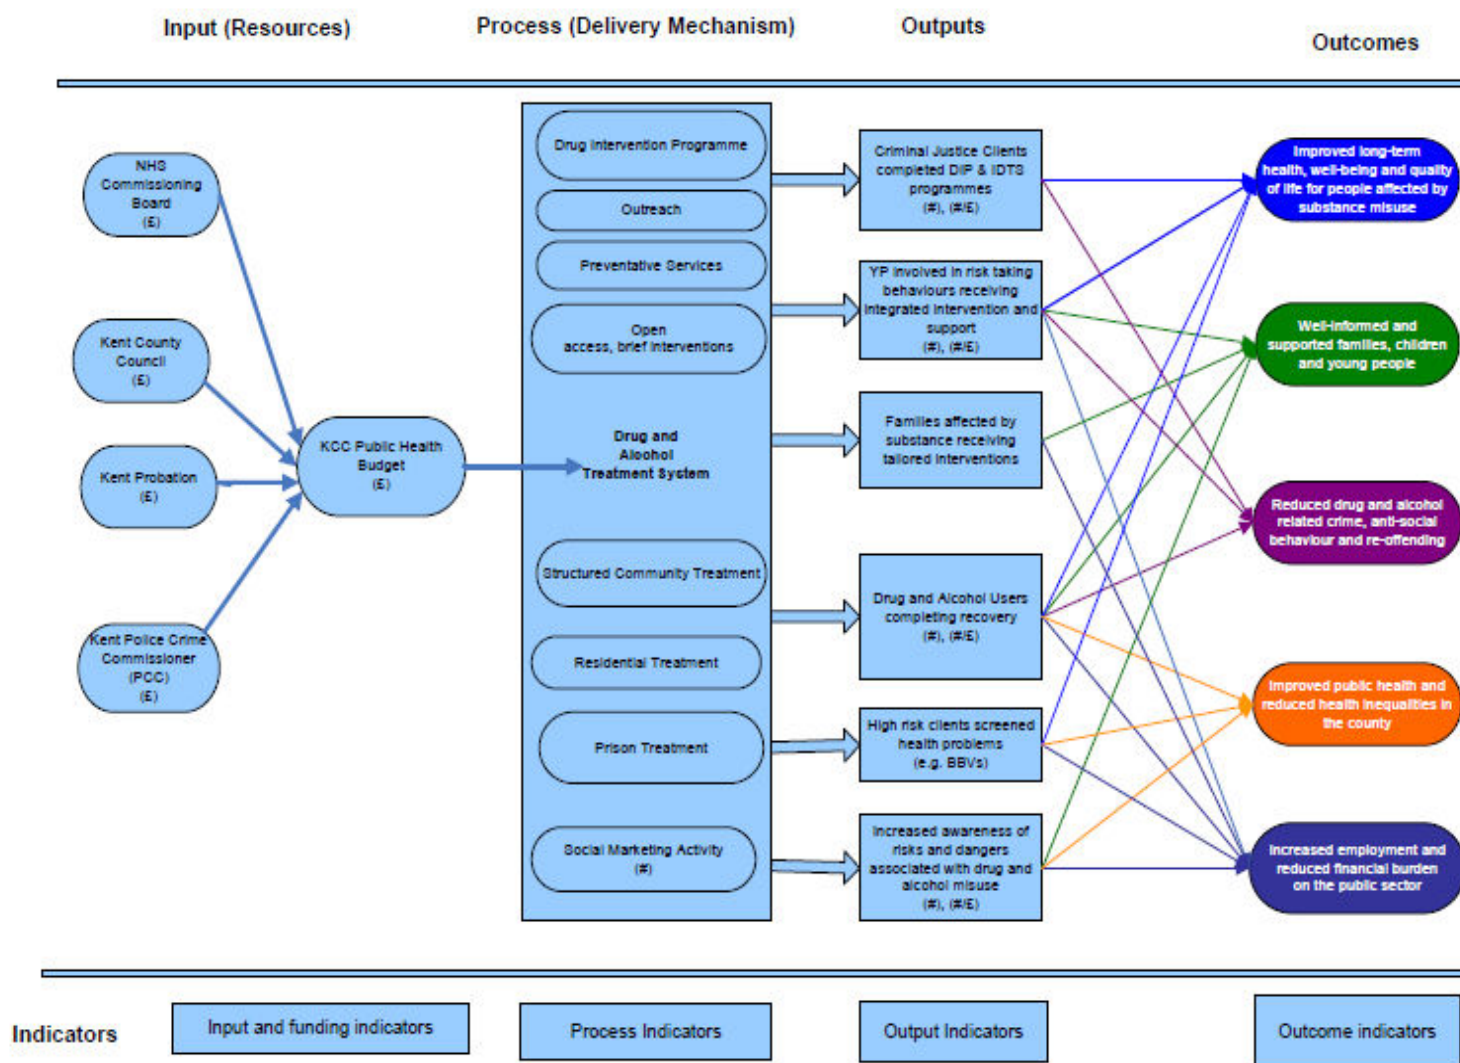 Input (Resources)
Process (Delivery Mechanism)
Outputs
Outcomes
NHS
Commissioning
Board
(£)
Kent County
Council
(£)
Kent Probation
(£)
Kent Police Crime
Commissioner
(PCC)
(£)
KCC Public Health
Budget
(£)
Drug Intervention Programme
Outreach
Preventative Services
Open
access, brief interventions
Drug and
Alcohol
Treatment System
Structured Community Treatment
Residential Treatment
Prison Treatment
Social Marketing Activity
(#)
Criminal Justice Clients
completed DIP & IDTS
programmes
(#), (#/£)
YP involved in risk taking
behaviours receiving
integrated intervention and
support
(#), (#/£)
Families affected by
substance receiving
tailored interventions
Drug and Alcohol Users
completing recovery
(#), (#/£)
High risk clients screened
health problems
(e.g. BBVs)
Increased awareness of
risks and dangers
associated with drug and
alcohol misuse
(#), (#/£)
Improved long-term
health, well-being and quality
of life for people affected by
substance misuse
Well-informed and
supported families, children
and young people
Reduced drug and alcohol
related crime, anti-social
behaviour and re-offending
Improved public health and
reduced health inequalities in
the county
Increased employment and
reduced financial burden
on the public sector
Indicators
Input and funding indicators
Process Indicators
Output Indicators
Outcome indicators